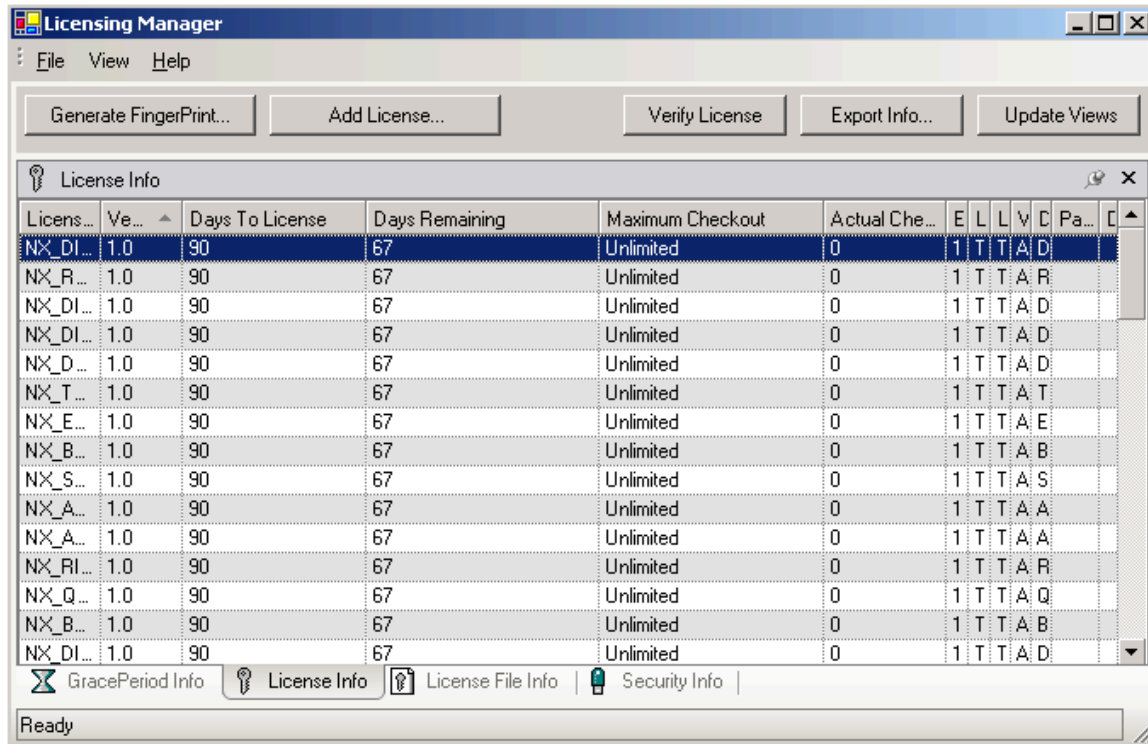 Licensing Manager
File View Help
Generate FingerPrint... Add License... Verify License Export Info... Update Views
License Info
Licens... Ve... Days To License Days Remaining Maximum Checkout Actual Che... E L L V D Pa... D
NX_DI... 1.0 90 67 Unlimited 0 1 T T A D
NX_R... 1.0 90 67 Unlimited 0 1 T T A R
NX_DI... 1.0 90 67 Unlimited 0 1 T T A D
NX_DI... 1.0 90 67 Unlimited 0 1 T T A D
NX_D... 1.0 90 67 Unlimited 0 1 T T A D
NX_T... 1.0 90 67 Unlimited 0 1 T T A T
NX_E... 1.0 90 67 Unlimited 0 1 T T A E
NX_B... 1.0 90 67 Unlimited 0 1 T T A B
NX_S... 1.0 90 67 Unlimited 0 1 T T A S
NX_A... 1.0 90 67 Unlimited 0 1 T T A A
NX_A... 1.0 90 67 Unlimited 0 1 T T A A
NX_RI... 1.0 90 67 Unlimited 0 1 T T A R
NX_Q... 1.0 90 67 Unlimited 0 1 T T A Q
NX_B... 1.0 90 67 Unlimited 0 1 T T A B
NX_DI... 1.0 90 67 Unlimited 0 1 T T A D
GracePeriod Info License Info License File Info Security Info
Ready